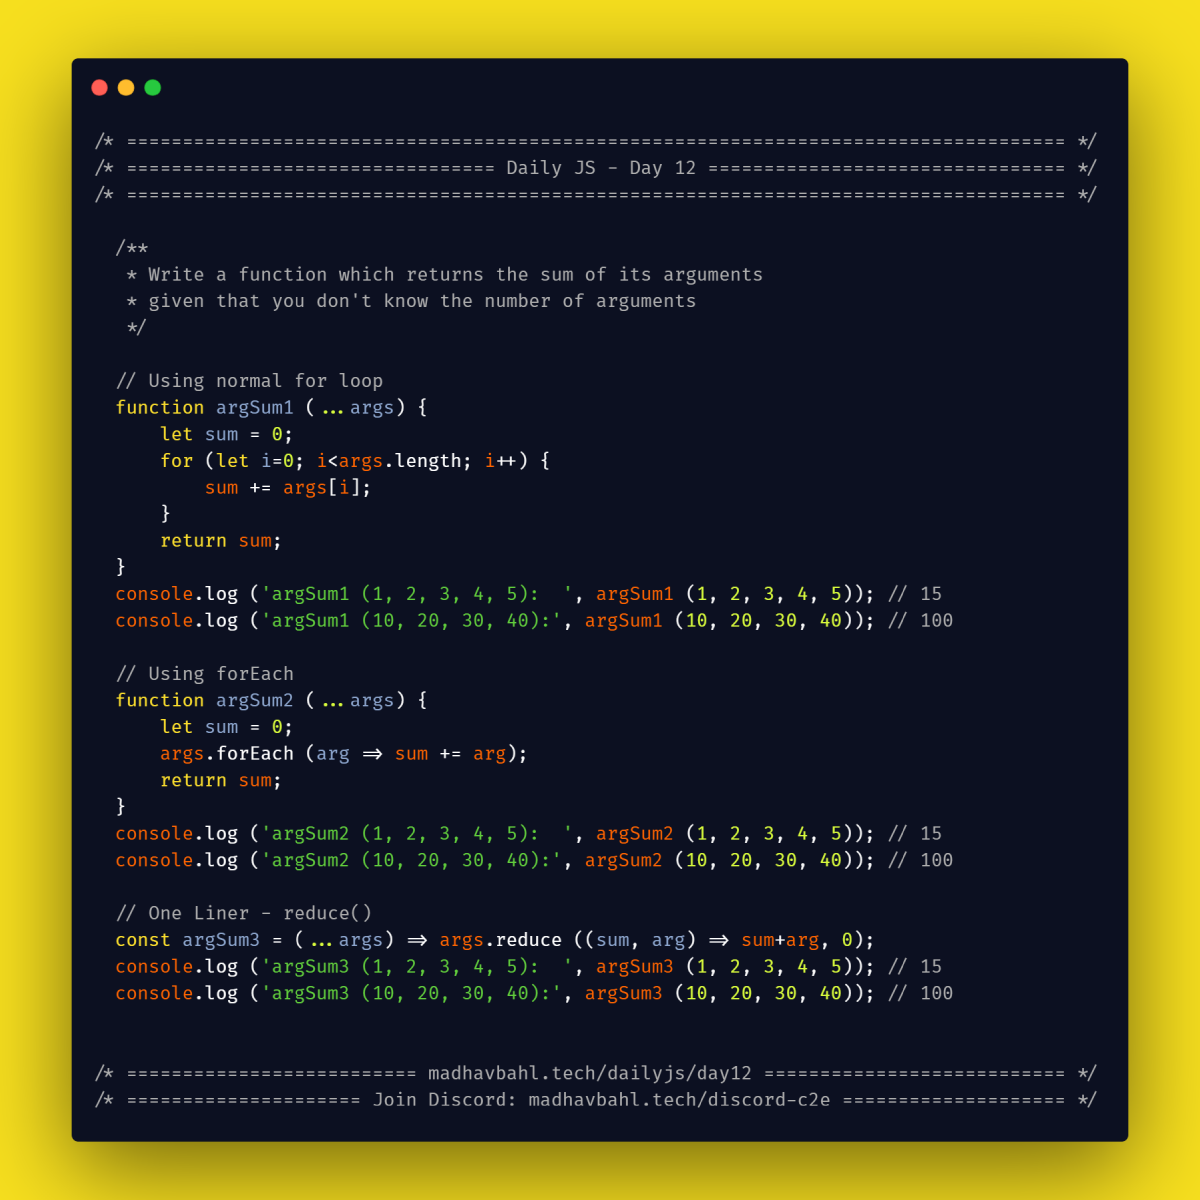 /* ==================================================================================== */
/* ================================= Daily JS - Day 12 ================================ */
/* ==================================================================================== */
/**
* Write a function which returns the sum of its arguments
* given that you don't know the number of arguments
*/
// Using normal for loop
function argSum1 (...args) {
let sum = 0;
for (let i=0; i<args.length; i++) {
sum += args[i];
}
return sum;
}
console.log ('argSum1 (1, 2, 3, 4, 5):  ', argSum1 (1, 2, 3, 4, 5)); // 15
console.log ('argSum1 (10, 20, 30, 40):', argSum1 (10, 20, 30, 40)); // 100
// Using forEach
function argSum2 (...args) {
let sum = 0;
args.forEach (arg => sum += arg);
return sum;
}
console.log ('argSum2 (1, 2, 3, 4, 5):  ', argSum2 (1, 2, 3, 4, 5)); // 15
console.log ('argSum2 (10, 20, 30, 40):', argSum2 (10, 20, 30, 40)); // 100
// One Liner - reduce()
const argSum3 = (...args) => args.reduce ((sum, arg) => sum+arg, 0);
console.log ('argSum3 (1, 2, 3, 4, 5):  ', argSum3 (1, 2, 3, 4, 5)); // 15
console.log ('argSum3 (10, 20, 30, 40):', argSum3 (10, 20, 30, 40)); // 100
/* ========================== madhavbahl.tech/dailyjs/day12 =========================== */
/* ===================== Join Discord: madhavbahl.tech/discord-c2e ==================== */